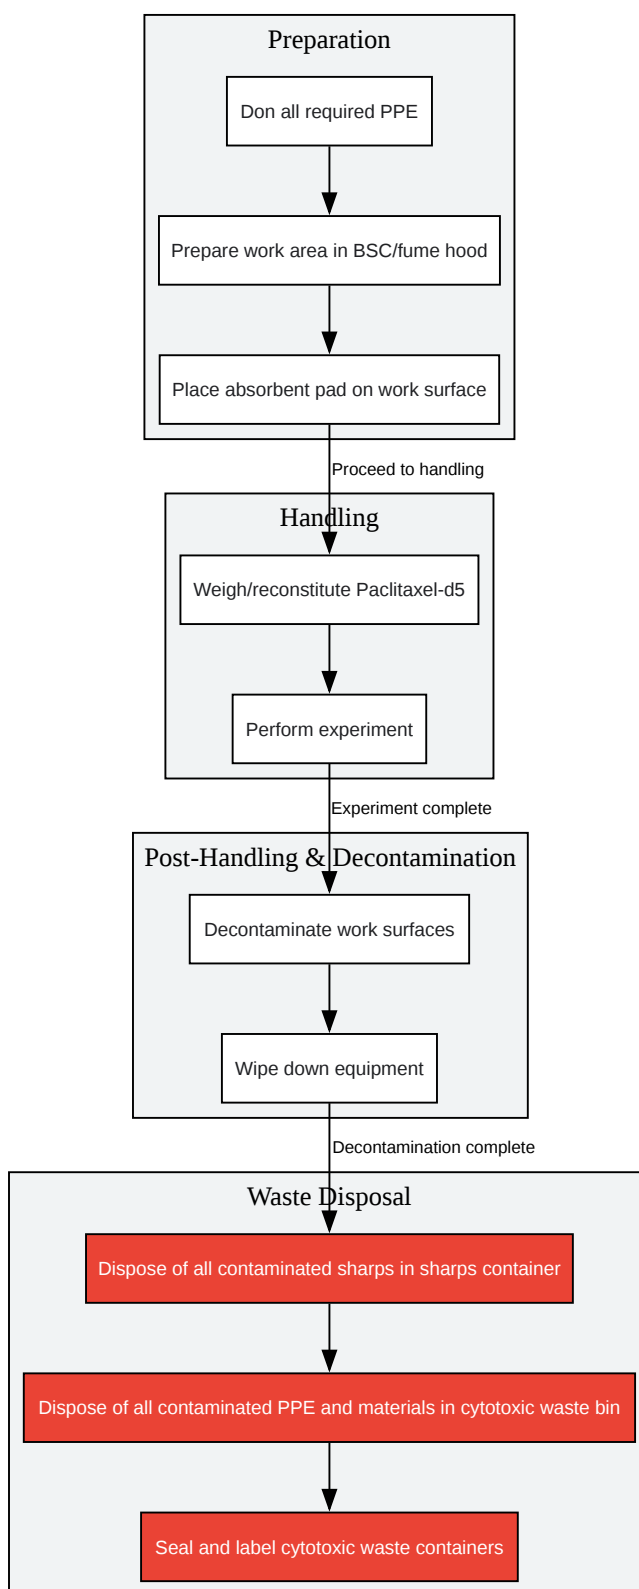 Preparation
Don all required PPE
Prepare work area in BSC/fume hood
Place absorbent pad on work surface
Proceed to handling
Handling
Weigh/reconstitute Paclitaxel-d5
Perform experiment
Experiment complete
Post-Handling & Decontamination
Decontaminate work surfaces
Wipe down equipment
Decontamination complete
Waste Disposal
Dispose of all contaminated sharps in sharps container
Dispose of all contaminated PPE and materials in cytotoxic waste bin
Seal and label cytotoxic waste containers